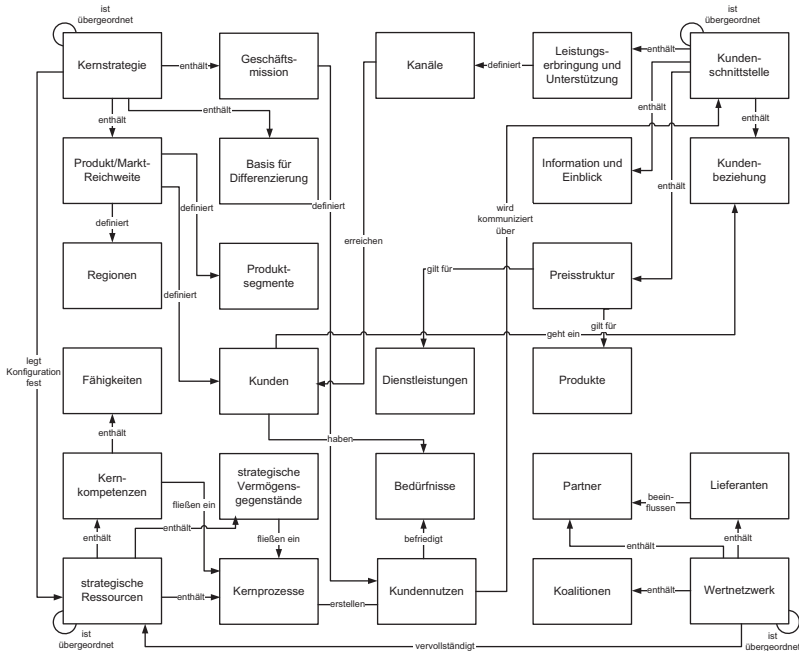 ist
übergeordnet
ist
übergeordnet
Kernstrategie
enthält
Geschäfts-
mission
Kanäle
definiert
Leistungs-
erbringung und
Unterstützung
enthält
Kunden-
schnittstelle
enthält
enthält
enthält
enthält
enthält
Produkt/Markt-
Reichweite
Basis für
Differenzierung
Information und
Einblick
Kunden-
beziehung
definiert
definiert
wird
kommuniziert
über
definiert
erreichen
Regionen
definiert
Produkt-
segmente
gilt für
Preisstruktur
gilt für
geht ein
legt
Konfiguration
fest
Fähigkeiten
Kunden
Dienstleistungen
Produkte
enthält
haben
Kern-
kompetenzen
strategische
Vermögens-
gegenstände
Bedürfnisse
Partner
beein-
flussen
Lieferanten
fließen ein
enthält
enthält
fließen ein
befriedigt
enthält
enthält
strategische
Ressourcen
enthält
Kernprozesse
erstellen
Kundennutzen
Koalitionen
enthält
Wertnetzwerk
ist
übergeordnet
vervollständigt
ist
übergeordnet